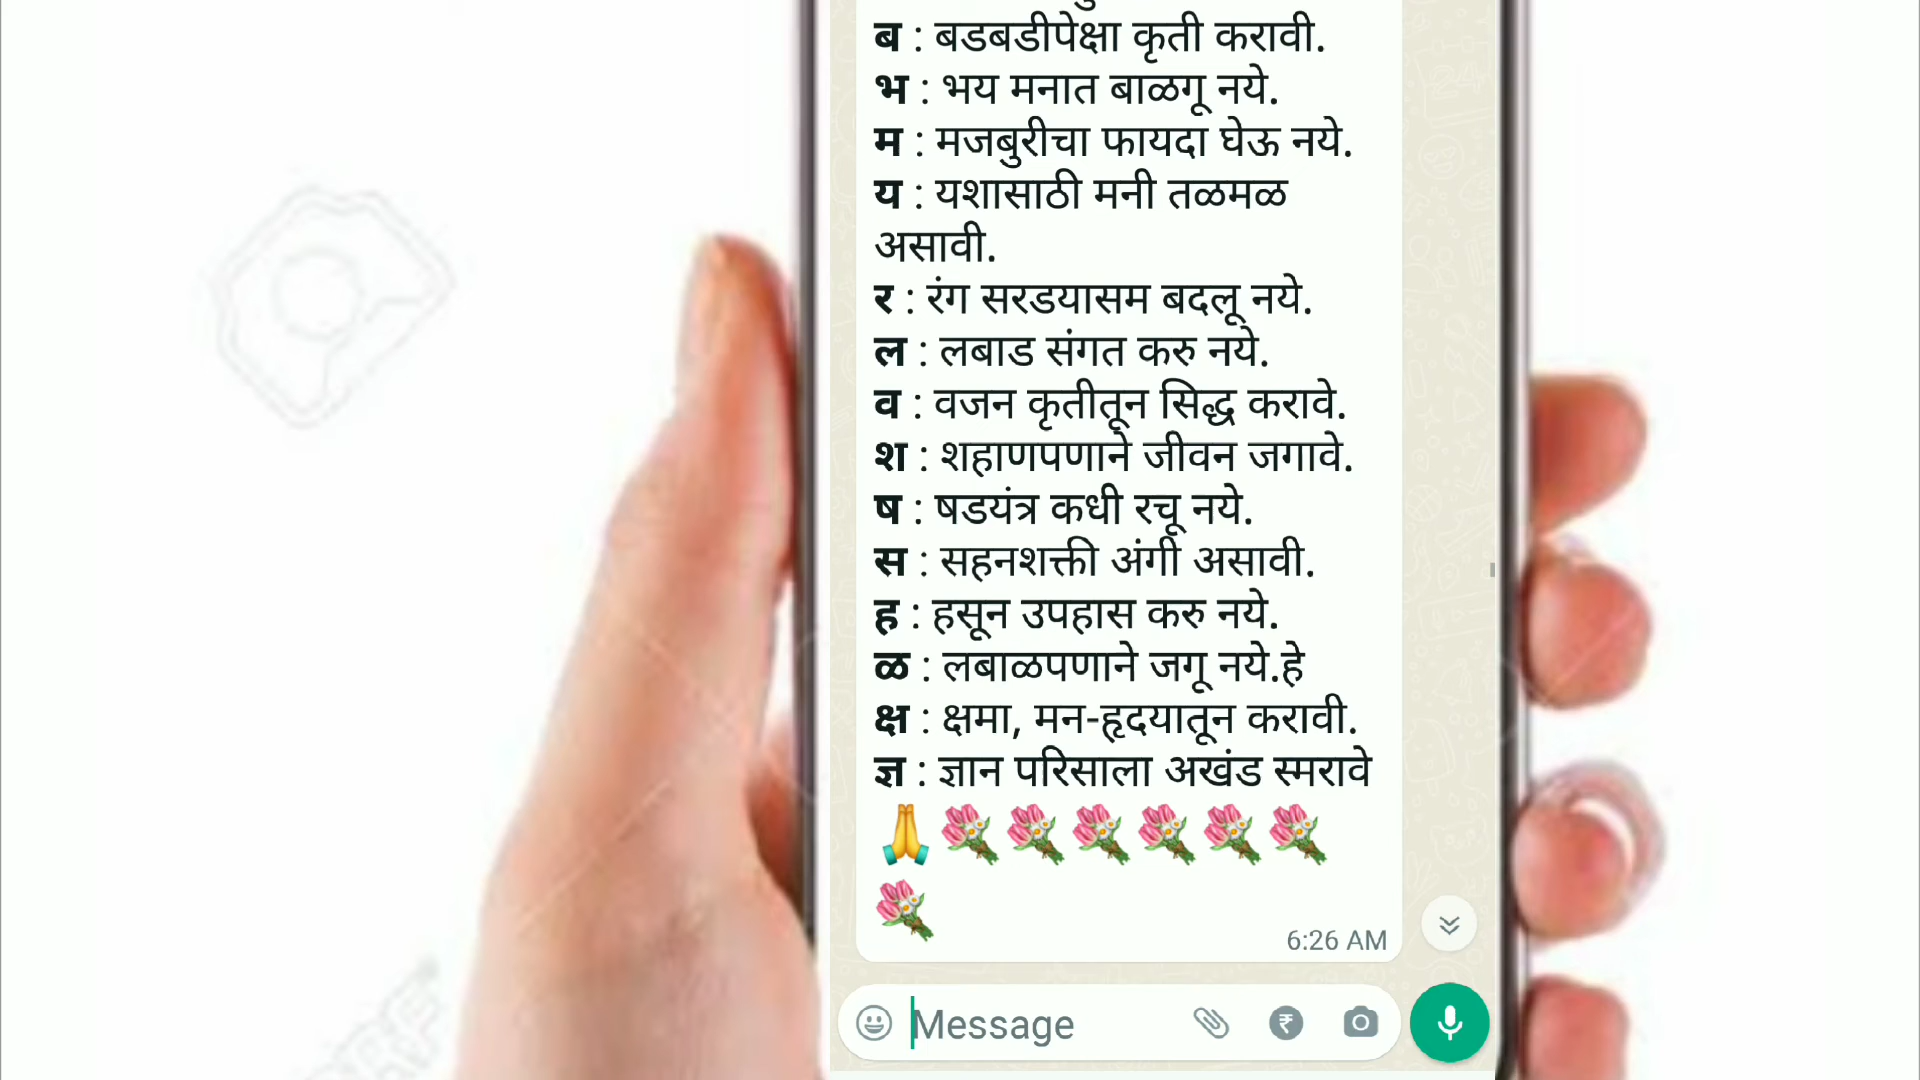 ब : बडबडीपेक्षा कृती करावी.
भ : भय मनात बाळगू नये.
म : मजबुरीचा फायदा घेऊ नये.
य : यशासाठी मनी तळमळ
असावी.
र : रंग सरडयासम बदलू नये.
ल : लबाड संगत करु नये.
व : वजन कृतीतून सिद्ध करावे.
श : शहाणपणाने जीवन जगावे.
ष : षडयंत्र कधी रचू नये.
स : सहनशक्ती अंगी असावी.
ह : हसून उपहास करु नये.
ळ : लबाळपणाने जगू नये.हे
क्ष : क्षमा, मन-हृदयातून करावी.
ज्ञ : ज्ञान परिसाला अखंड स्मरावे
🙏💐💐💐💐💐💐
💐
6:26 AM
Message